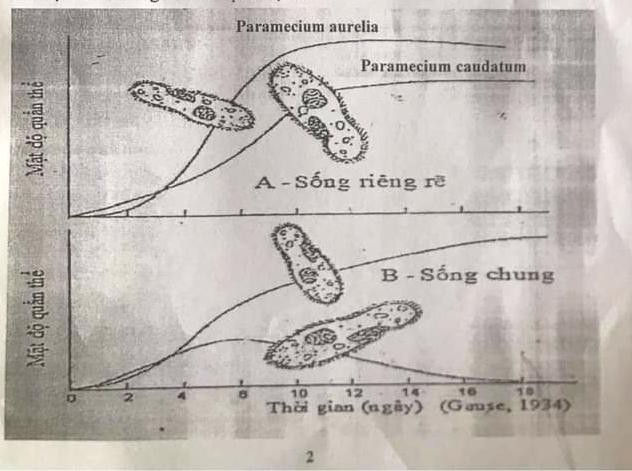 Paramecium aurelia
Paramecium caudatum
Mật độ quần thể
A - Sống riêng rẽ
Mật độ quần thể
B - Sống chung
0 2 4 6 10 12 14 16 18
Thời gian (ngày) (Gause, 1934)
2